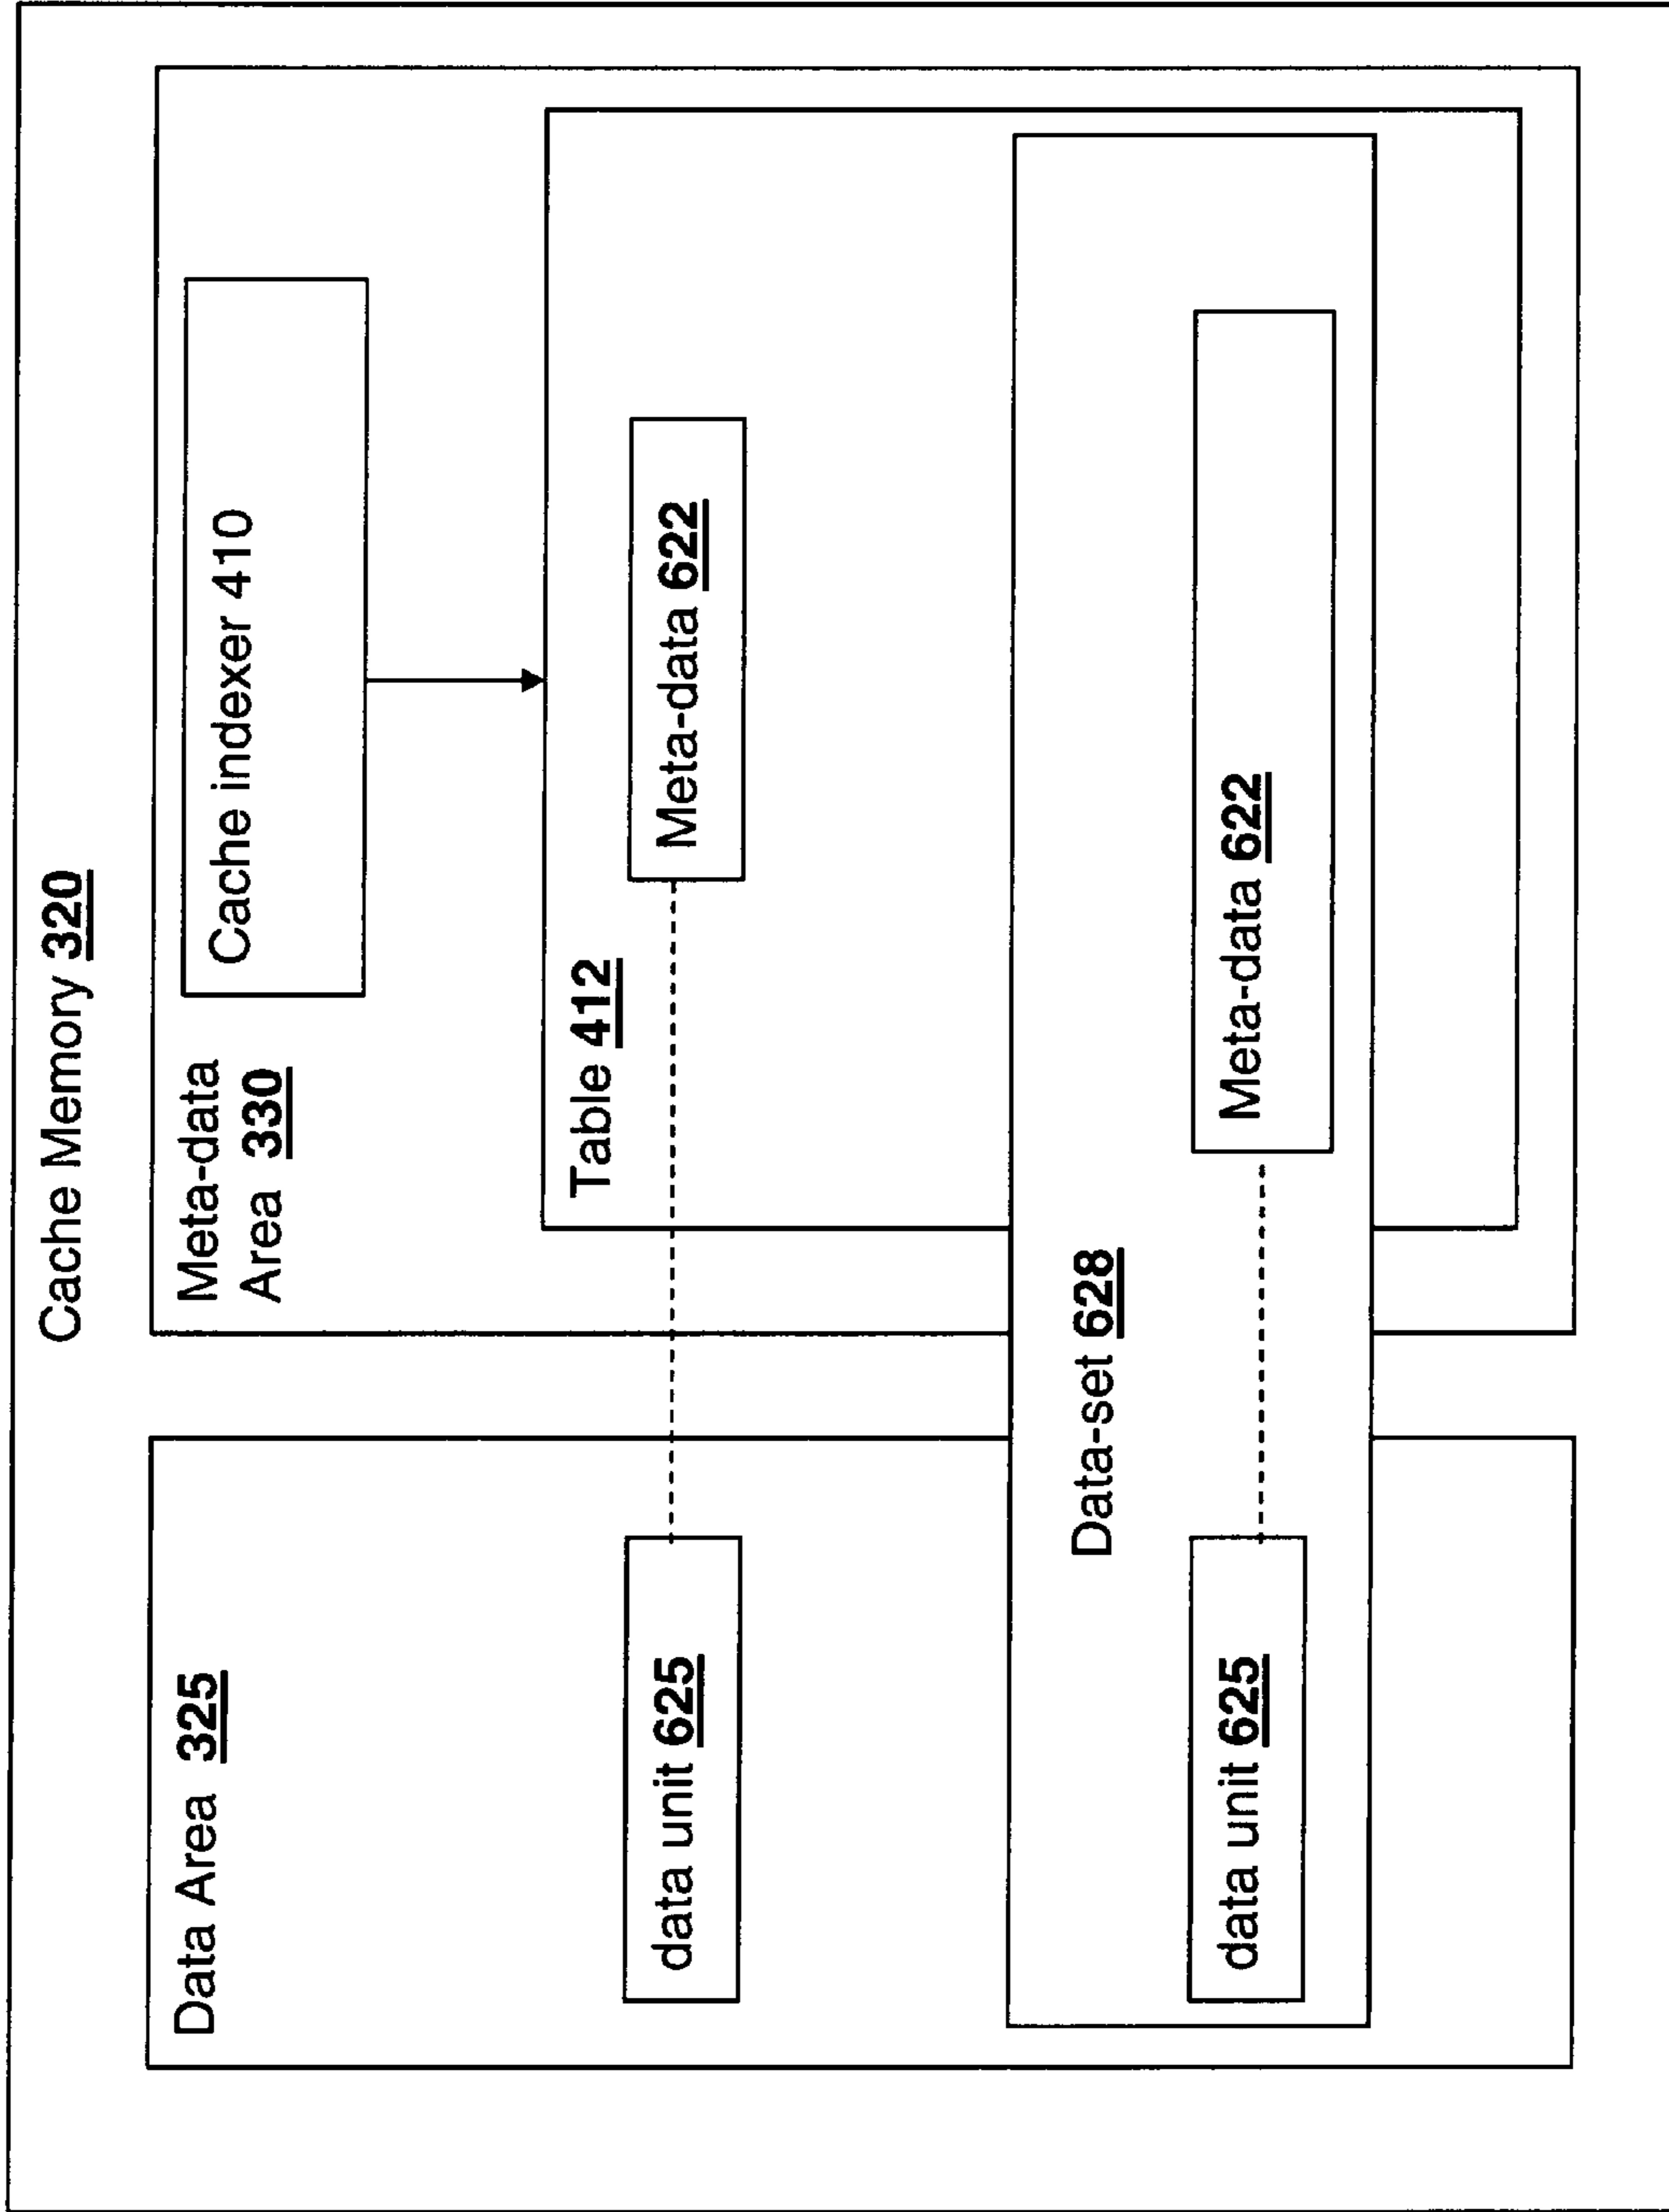 Cache Memory 320
Data Area 325
Meta-data
Area 330
Cache indexer 410
Table 412
data unit 625
Meta-data 622
Data-set 628
data unit 625
Meta-data 622